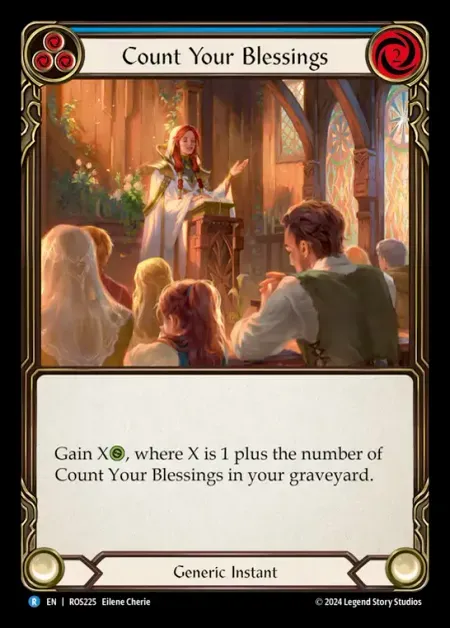 Count Your Blessings
2
Gain X, where X is 1 plus the number of
Count Your Blessings in your graveyard.
Generic Instant
R EN | ROS225 Eilene Cherie
© 2024 Legend Story Studios